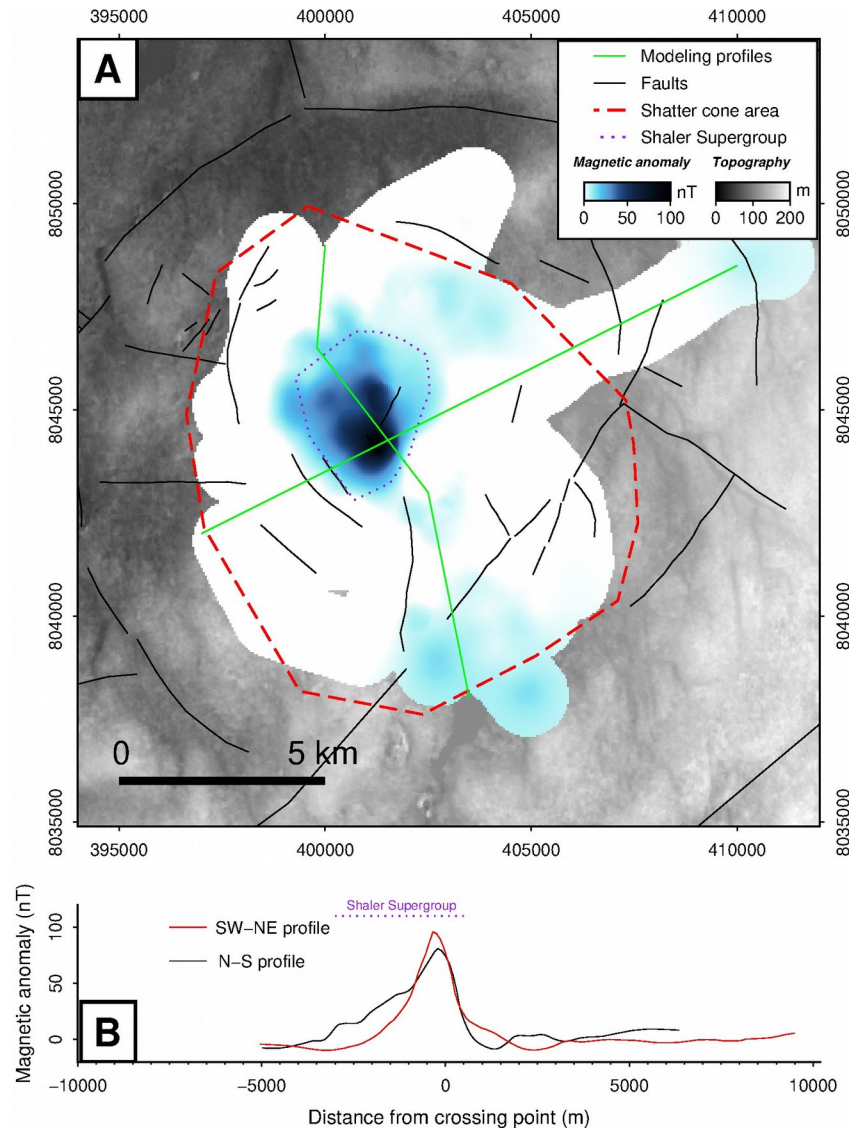 395000 400000 405000 410000
A
Modeling profiles
Faults
Shatter cone area
Shaler Supergroup
Magnetic anomaly Topography
nT m
0 50 100 0 100 200
8050000 8050000
8045000 8045000
8040000 8040000
8035000 8035000
0 5 km
395000 400000 405000 410000
Magnetic anomaly (nT)
100
50
0
Shaler Supergroup
SW−NE profile
N−S profile
B
−10000 −5000 0 5000 10000
Distance from crossing point (m)